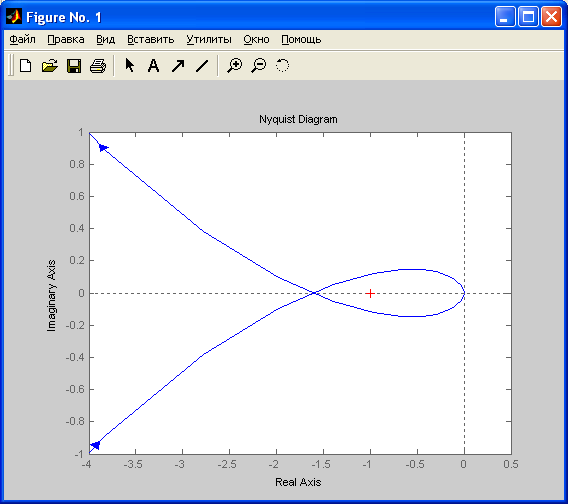 Figure No. 1
Файл Правка Вид Вставить Утилиты Окно Помощь
A
Nyquist Diagram
1
0.8
0.6
0.4
0.2
0
-0.2
-0.4
-0.6
-0.8
-1
Imaginary Axis
-4 -3.5 -3 -2.5 -2 -1.5 -1 -0.5 0 0.5
Real Axis